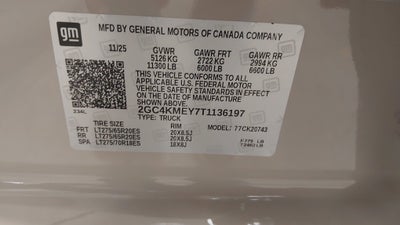 gm
MFD BY GENERAL MOTORS OF CANADA COMPANY
11/25 GVWR GAWR FRT GAWR RR
5126 KG 2722 KG 2994 KG
11300 LB 6000 LB 6600 LB
THIS VEHICLE CONFORMS TO ALL
APPLICABLE U.S. FEDERAL MOTOR
VEHICLE SAFETY STANDARDS IN
EFFECT ON THE DATE OF
MANUFACTURE SHOWN ABOVE.
2GC4KMEY7T1136197
TYPE: TRUCK
234L
TIRE SIZE RIM MODEL: 77CK20743
FRT LT275/65R20ES 20X8.5J
RR LT275/65R20ES 20X8.5J
SPA LT275/70R18ES 18X8J